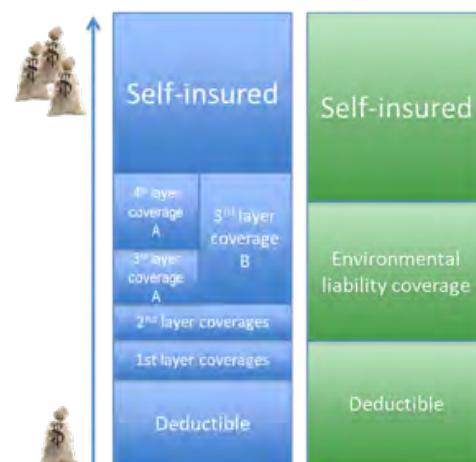 Self-insured
Self-insured
4th layer
coverage
A
3rd layer
coverage
B
3rd layer
coverage
A
Environmental
liability coverage
2nd layer coverages
1st layer coverages
Deductible
Deductible
$
$
$
$